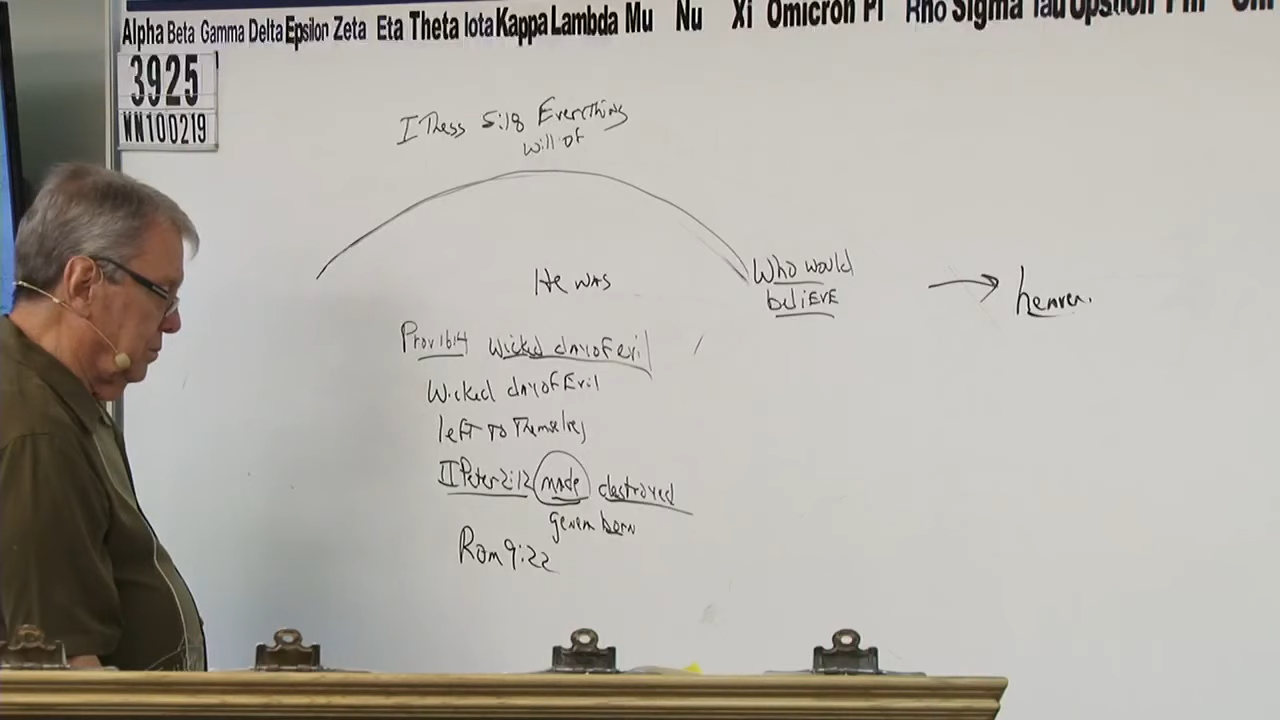 Alpha Beta Gamma Delta Epsilon Zeta Eta Theta Iota Kappa Lambda Mu Nu Xi Omicron Pi Rho Sigma Tau Upsilon Phi Chi
3925
WN100219
I Thess 5:18 Everything
will of
He was
Who would
believe
heaven.
Prov 16:4 Wicked day of evil
Wicked day of Evil
left to Themselves
II Peter 2:12 made destroyed
born
Rom 9:22